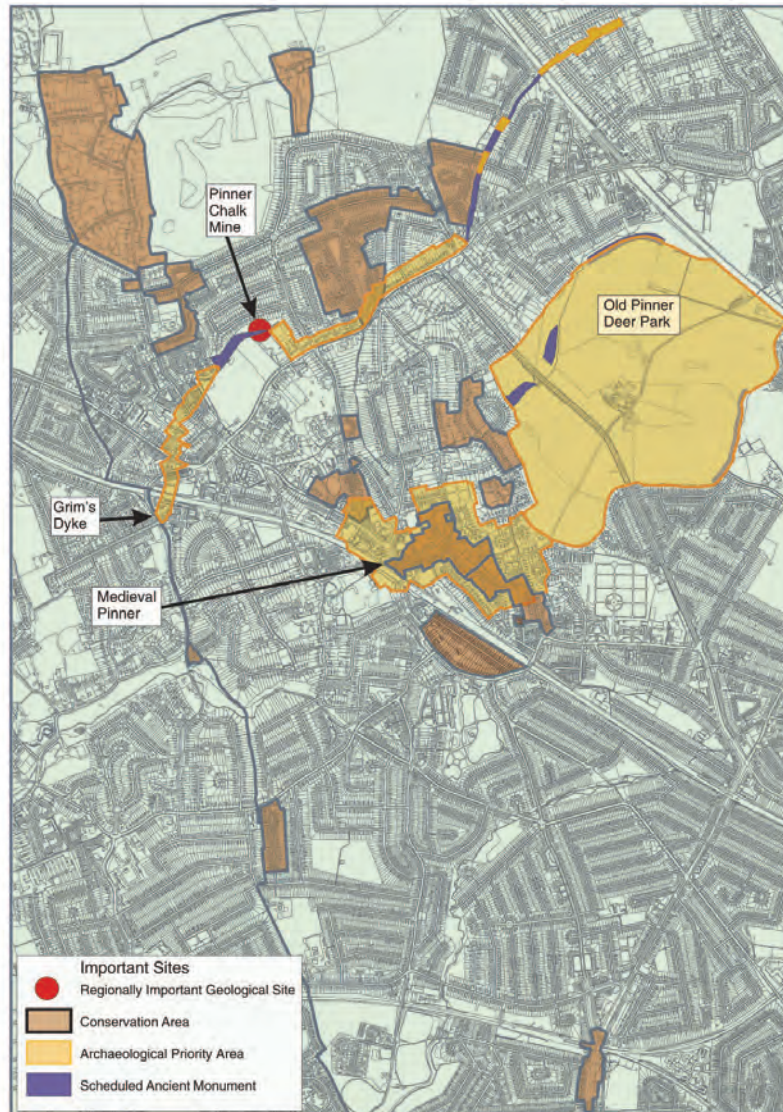 Pinner
Chalk
Mine
Old Pinner
Deer Park
Grim's
Dyke
Medieval
Pinner
Important Sites
Regionally Important Geological Site
Conservation Area
Archaeological Priority Area
Scheduled Ancient Monument